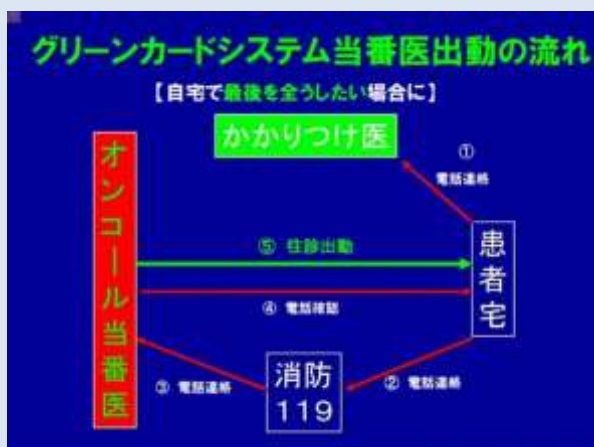 グリーンカードシステム当番医出動の流れ
【自宅で最後を全うしたい場合に】
かかりつけ医
①
電話連絡
オンコール当番医
患者宅
⑤ 往診出動
④ 電話確認
③ 電話連絡
消防
119
② 電話連絡